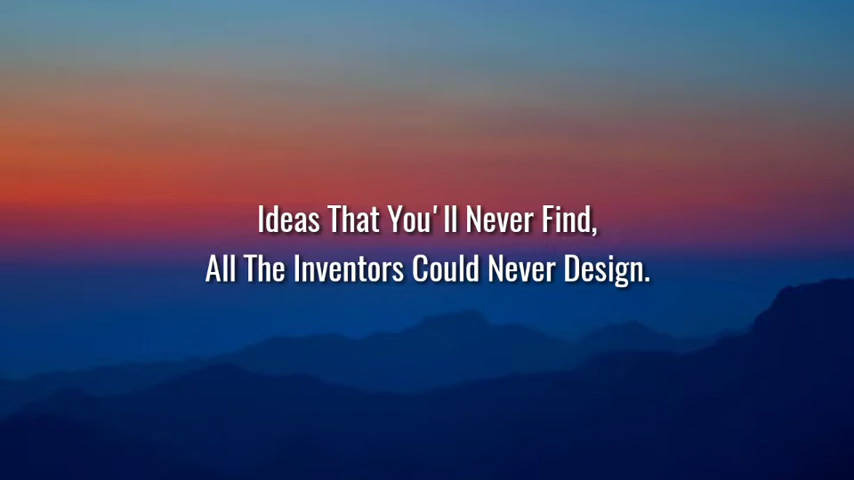 Ideas That You'll Never Find,
All The Inventors Could Never Design.